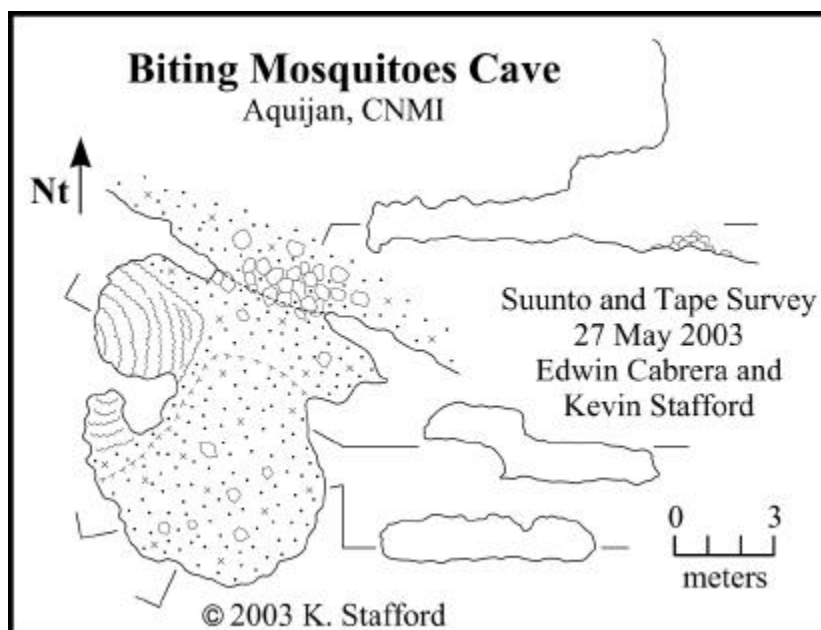 Biting Mosquitoes Cave
Aquijan, CNMI
Nt
Suunto and Tape Survey
27 May 2003
Edwin Cabrera and
Kevin Stafford
0 3
meters
© 2003 K. Stafford